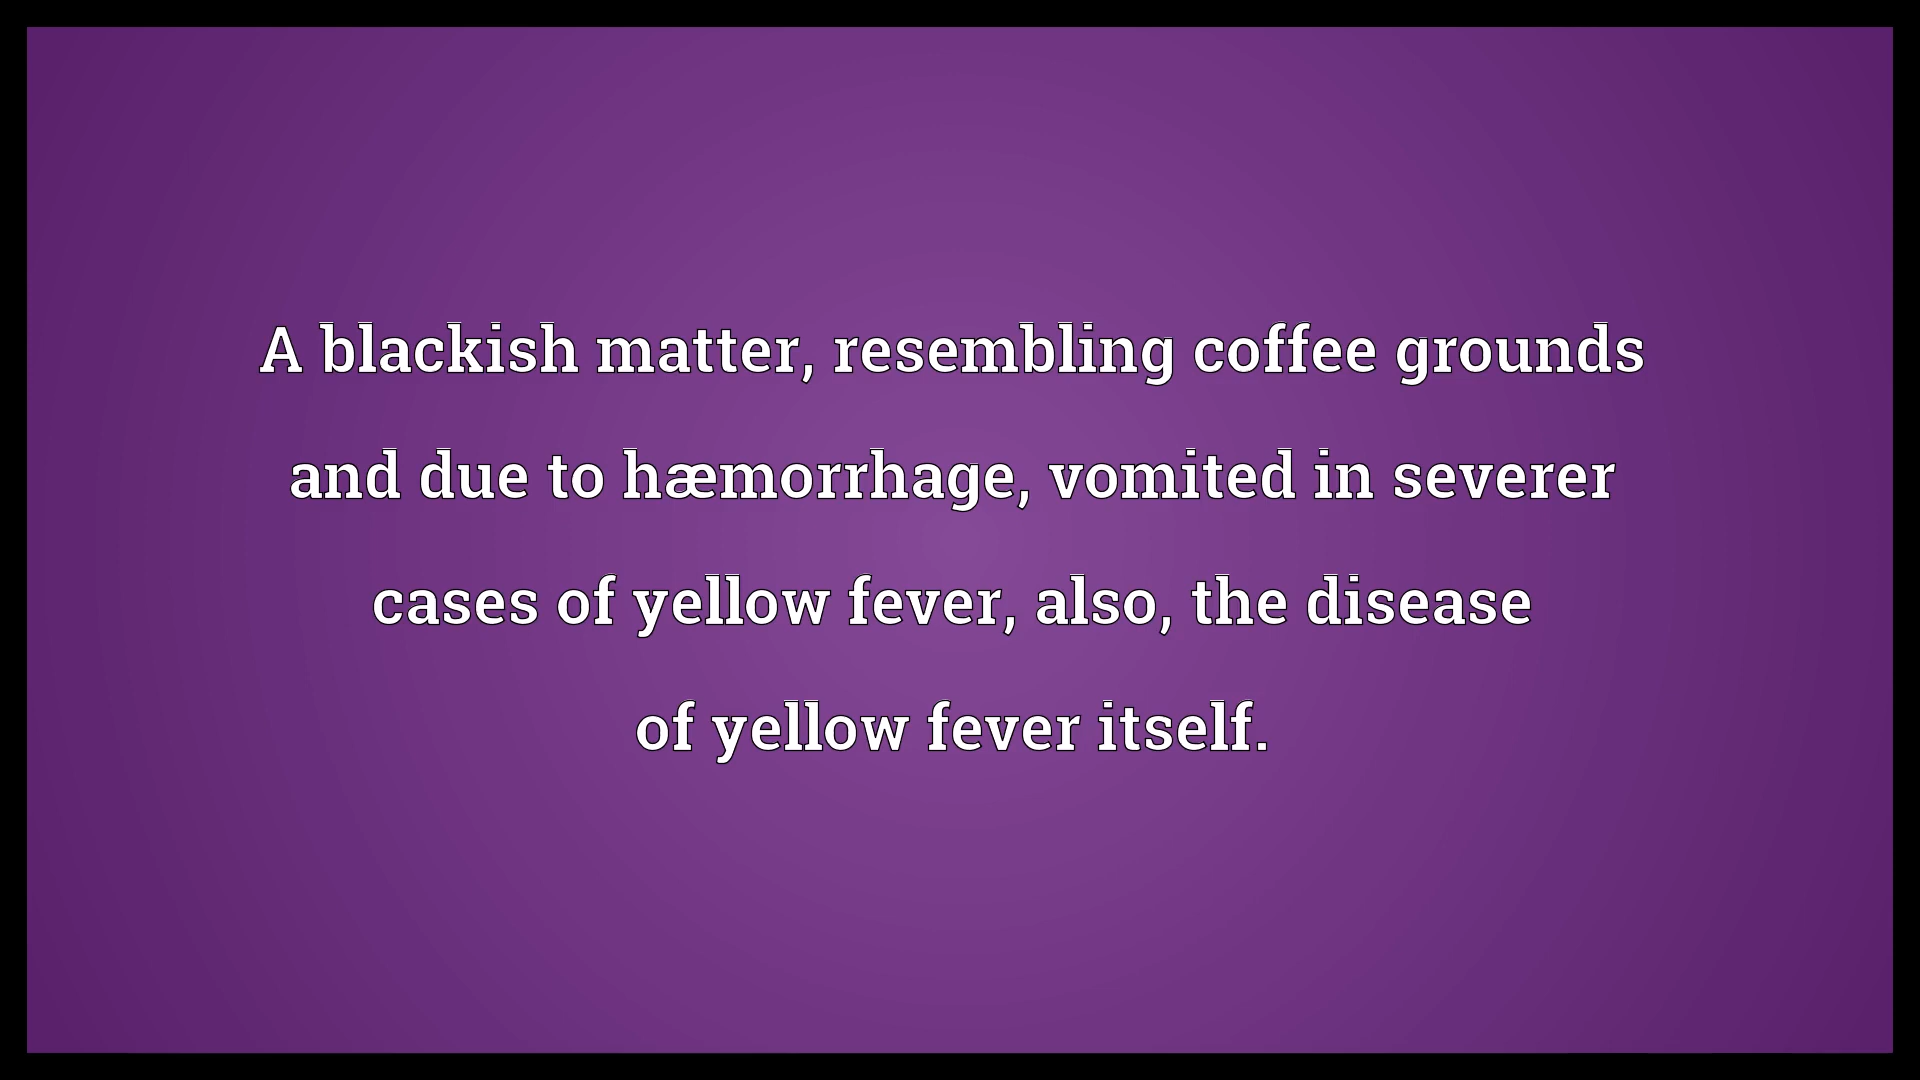 A blackish matter, resembling coffee grounds
and due to hæmorrhage, vomited in severer
cases of yellow fever, also, the disease
of yellow fever itself.